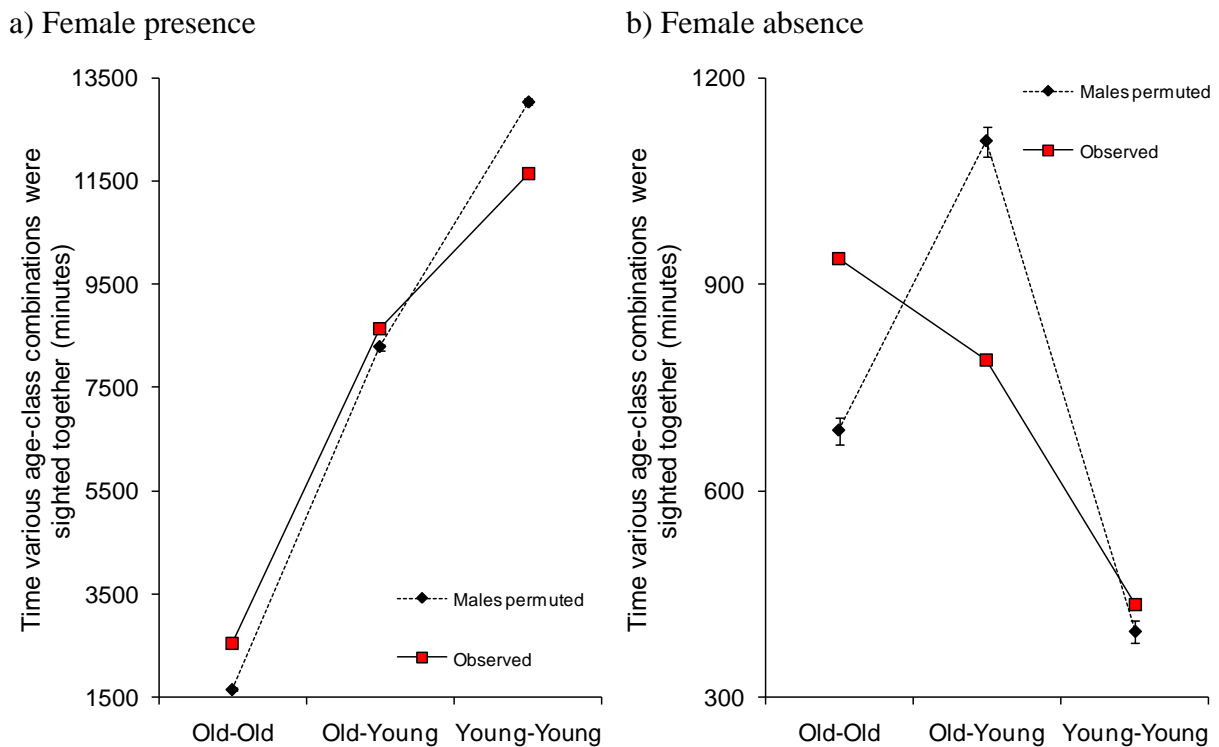 a) Female presence
Time various age-class combinations were
sighted together (minutes)
13500
11500
9500
7500
5500
3500
1500
Males permuted
Observed
Old-Old
Old-Young
Young-Young
b) Female absence
Time various age-class combinations were
sighted together (minutes)
1200
900
600
300
Males permuted
Observed
Old-Old
Old-Young
Young-Young